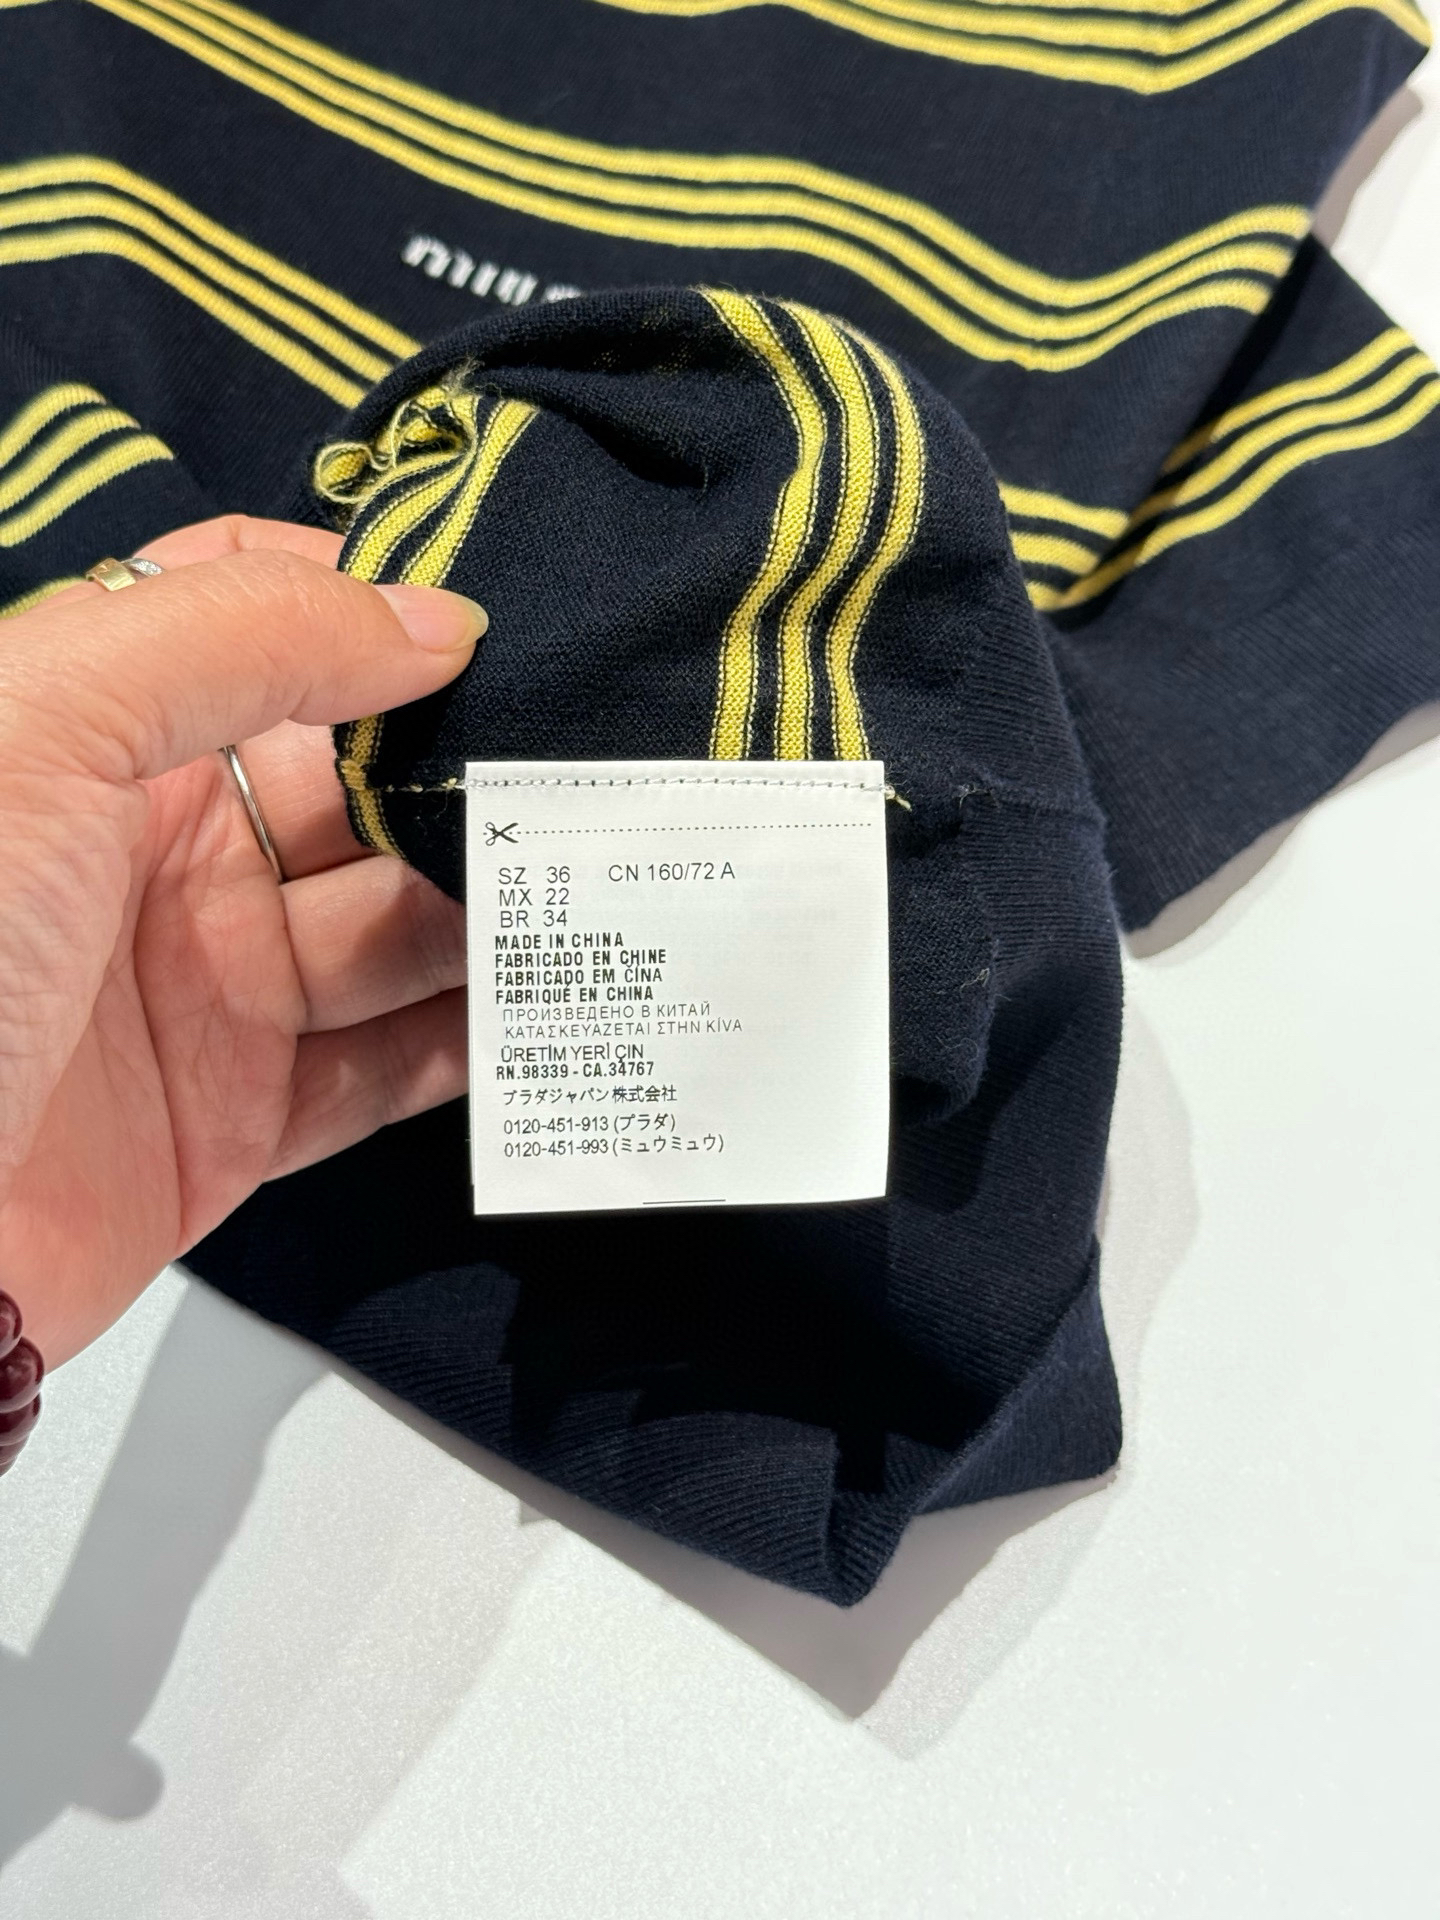 SZ 36 CN 160/72 A
MX 22
BR 34
MADE IN CHINA
FABRICADO EN CHINE
FABRICADO EM ČÍNA
FABRIQUÉ EN CHINA
ПРОИЗВЕДЕНО В КИТАЙ
ΚΑΤΑΣΚΕΥΑΖΕΤΑΙ ΣΤΗΝ ΚίVΑ
ÜRETİM YERİ ÇIN
RN.98339 - CA.34767
プラダジャパン株式会社
0120-451-913 (プラダ)
0120-451-993 (ミュウミュウ)